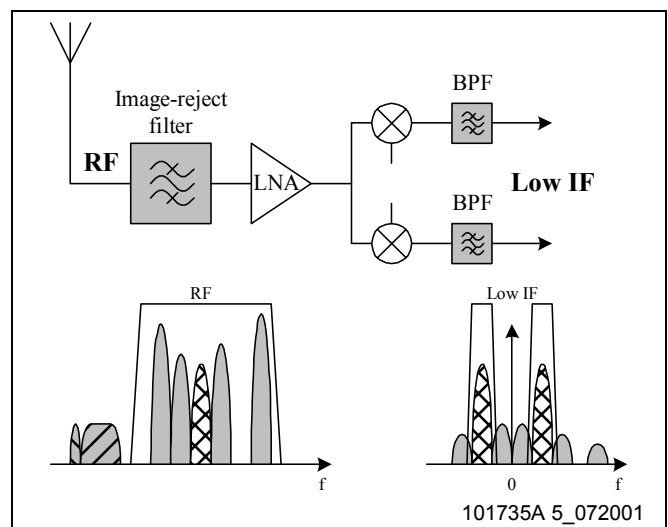 BPF
Image-reject
filter
RF
LNA
Low IF
BPF
RF
Low IF
f
0
f
101735A 5_072001